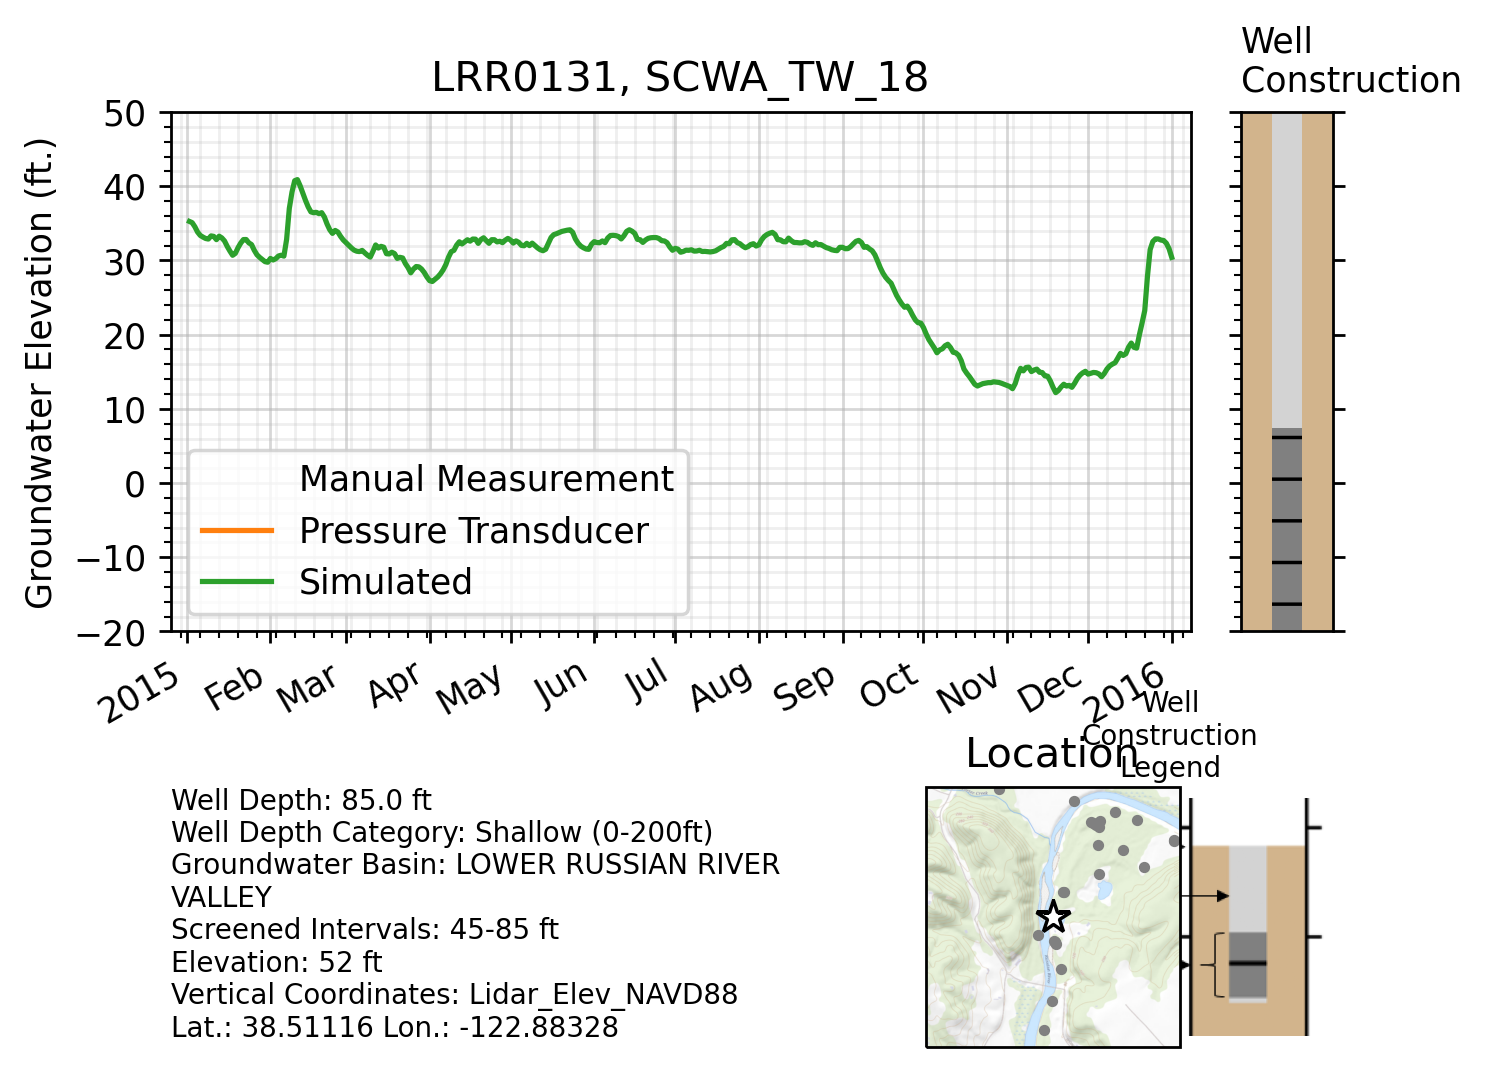 Well
Construction
LRR0131, SCWA_TW_18
Groundwater Elevation (ft.)
50
40
30
20
10
0
−10
−20
Manual Measurement
Pressure Transducer
Simulated
2015
Feb
Mar
Apr
May
Jun
Jul
Aug
Sep
Oct
Nov
Dec
2016
Well
Construction
Legend
Location
Well Depth: 85.0 ft
Well Depth Category: Shallow (0-200ft)
Groundwater Basin: LOWER RUSSIAN RIVER
VALLEY
Screened Intervals: 45-85 ft
Elevation: 52 ft
Vertical Coordinates: Lidar_Elev_NAVD88
Lat.: 38.51116 Lon.: -122.88328